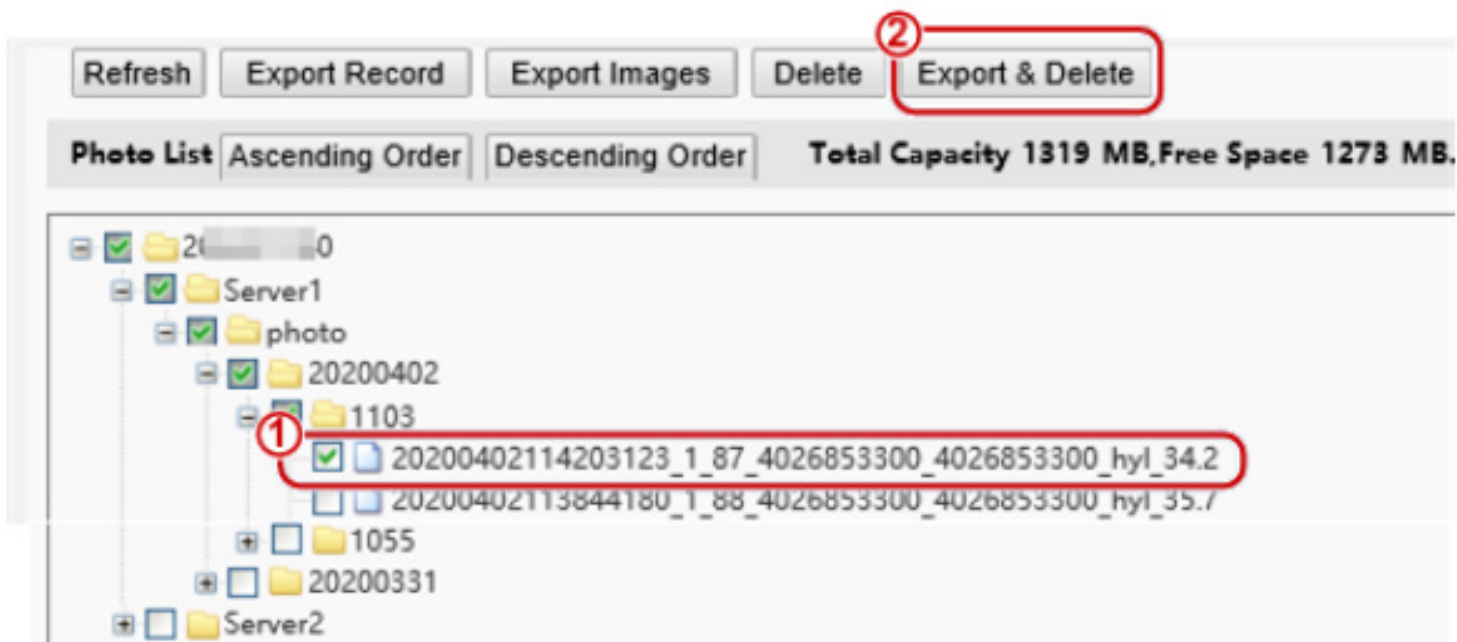 ②
Refresh Export Record Export Images Delete Export & Delete
Photo List Ascending Order Descending Order Total Capacity 1319 MB,Free Space 1273 MB.
Server1
photo
20200402
1103
①
20200402114203123_1_87_4026853300_4026853300_hyl_34.2
20200402113844180_1_88_4026853300_4026853300_hyl_35.7
1055
20200331
Server2